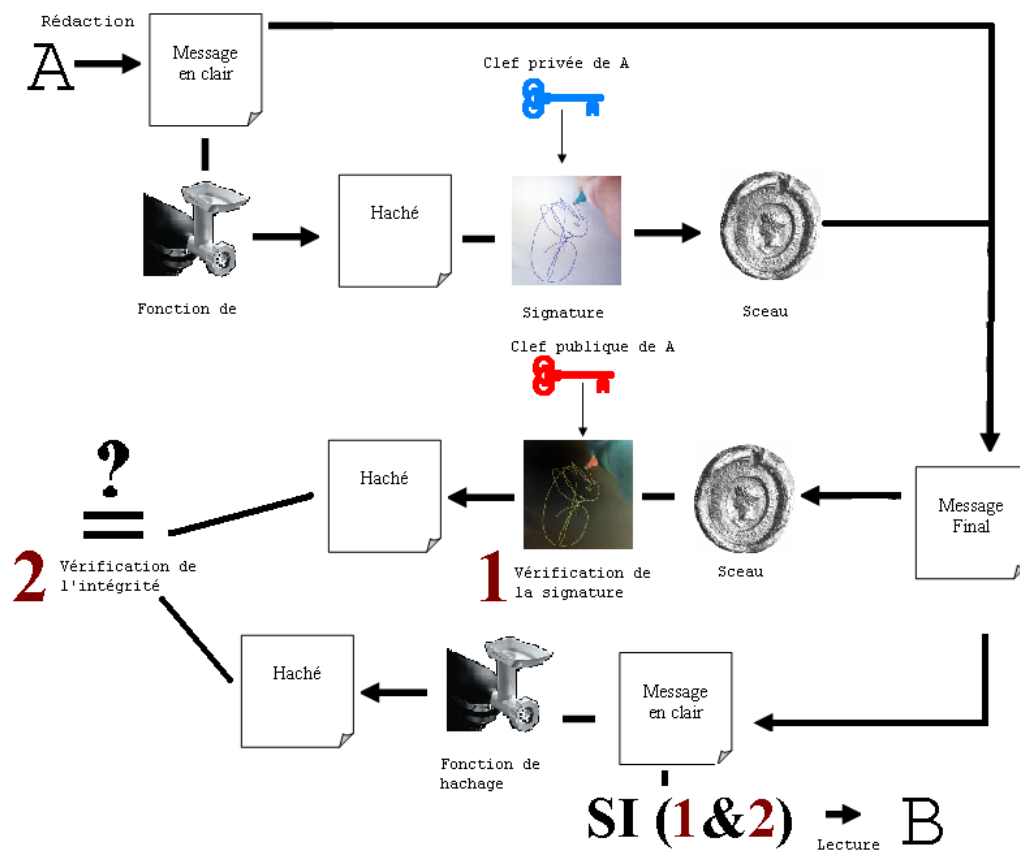 Rédaction
A
Message
en clair
Clef privée de A
Haché
Fonction de
Signature
Sceau
Clef publique de A
?
=
Haché
Message
Final
2
Vérification de
l'intégrité
1
Vérification de
la signature
Sceau
Haché
Message
en clair
Fonction de
hachage
SI (1&2)
Lecture
B